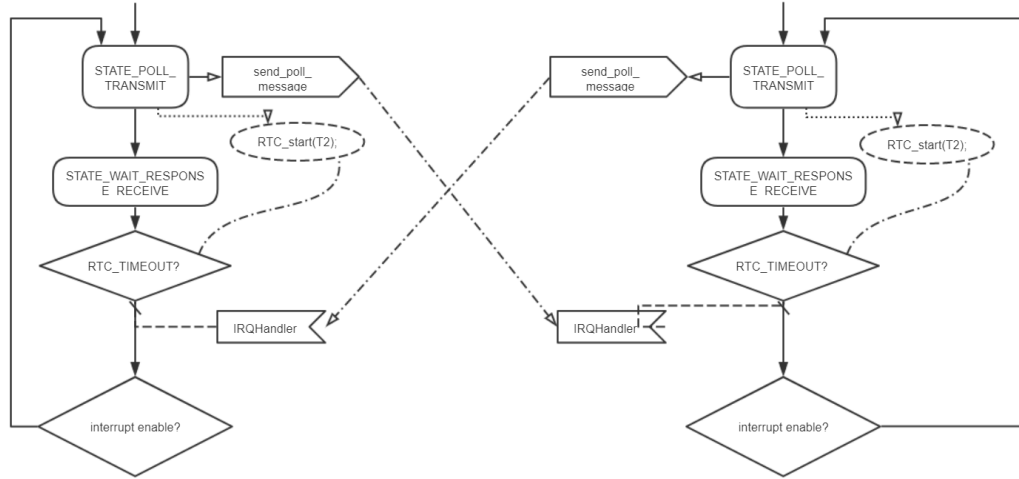 STATE_POLL_
TRANSMIT
send_poll_
message
RTC_start(T2);
STATE_WAIT_RESPONS
E_RECEIVE
RTC_TIMEOUT?
IRQHandler
interrupt enable?
send_poll_
message
STATE_POLL_
TRANSMIT
RTC_start(T2);
STATE_WAIT_RESPONS
E_RECEIVE
RTC_TIMEOUT?
IRQHandler
interrupt enable?